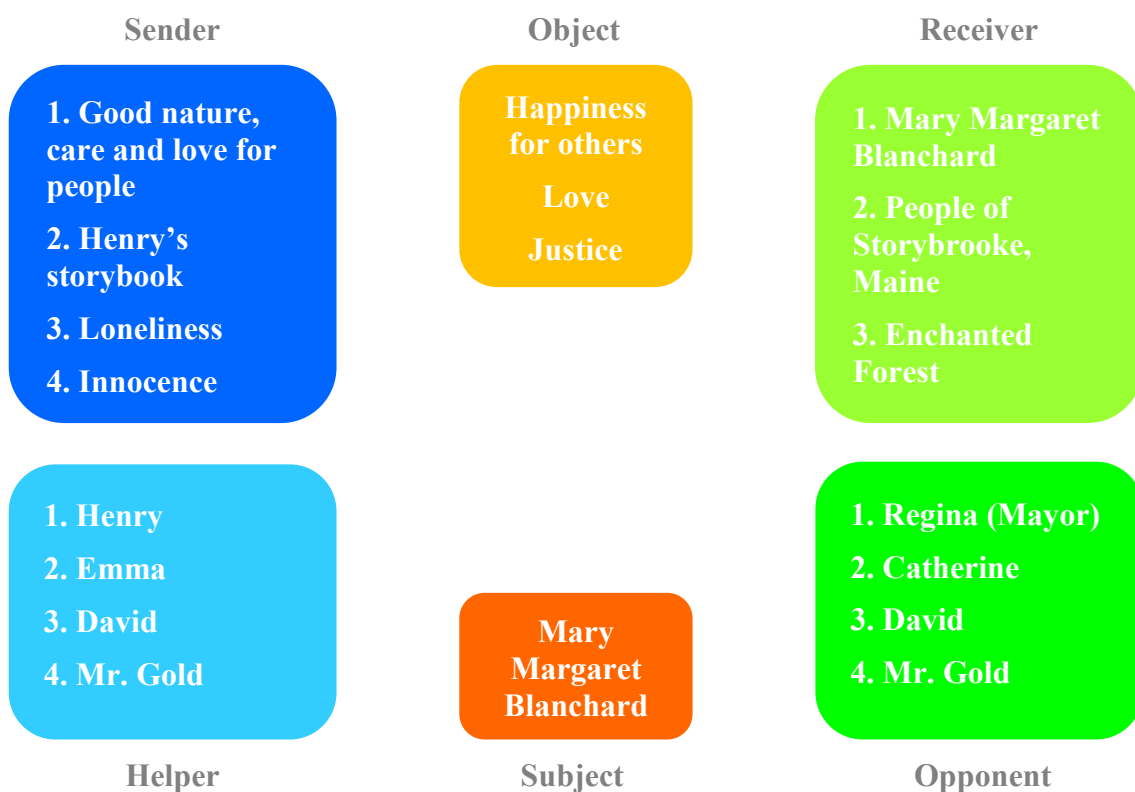 Sender
Object
Receiver
1. Good nature,
care and love for
people
2. Henry’s
storybook
3. Loneliness
4. Innocence
Happiness
for others
Love
Justice
1. Mary Margaret
Blanchard
2. People of
Storybrooke,
Maine
3. Enchanted
Forest
1. Henry
2. Emma
3. David
4. Mr. Gold
Mary
Margaret
Blanchard
1. Regina (Mayor)
2. Catherine
3. David
4. Mr. Gold
Helper
Subject
Opponent